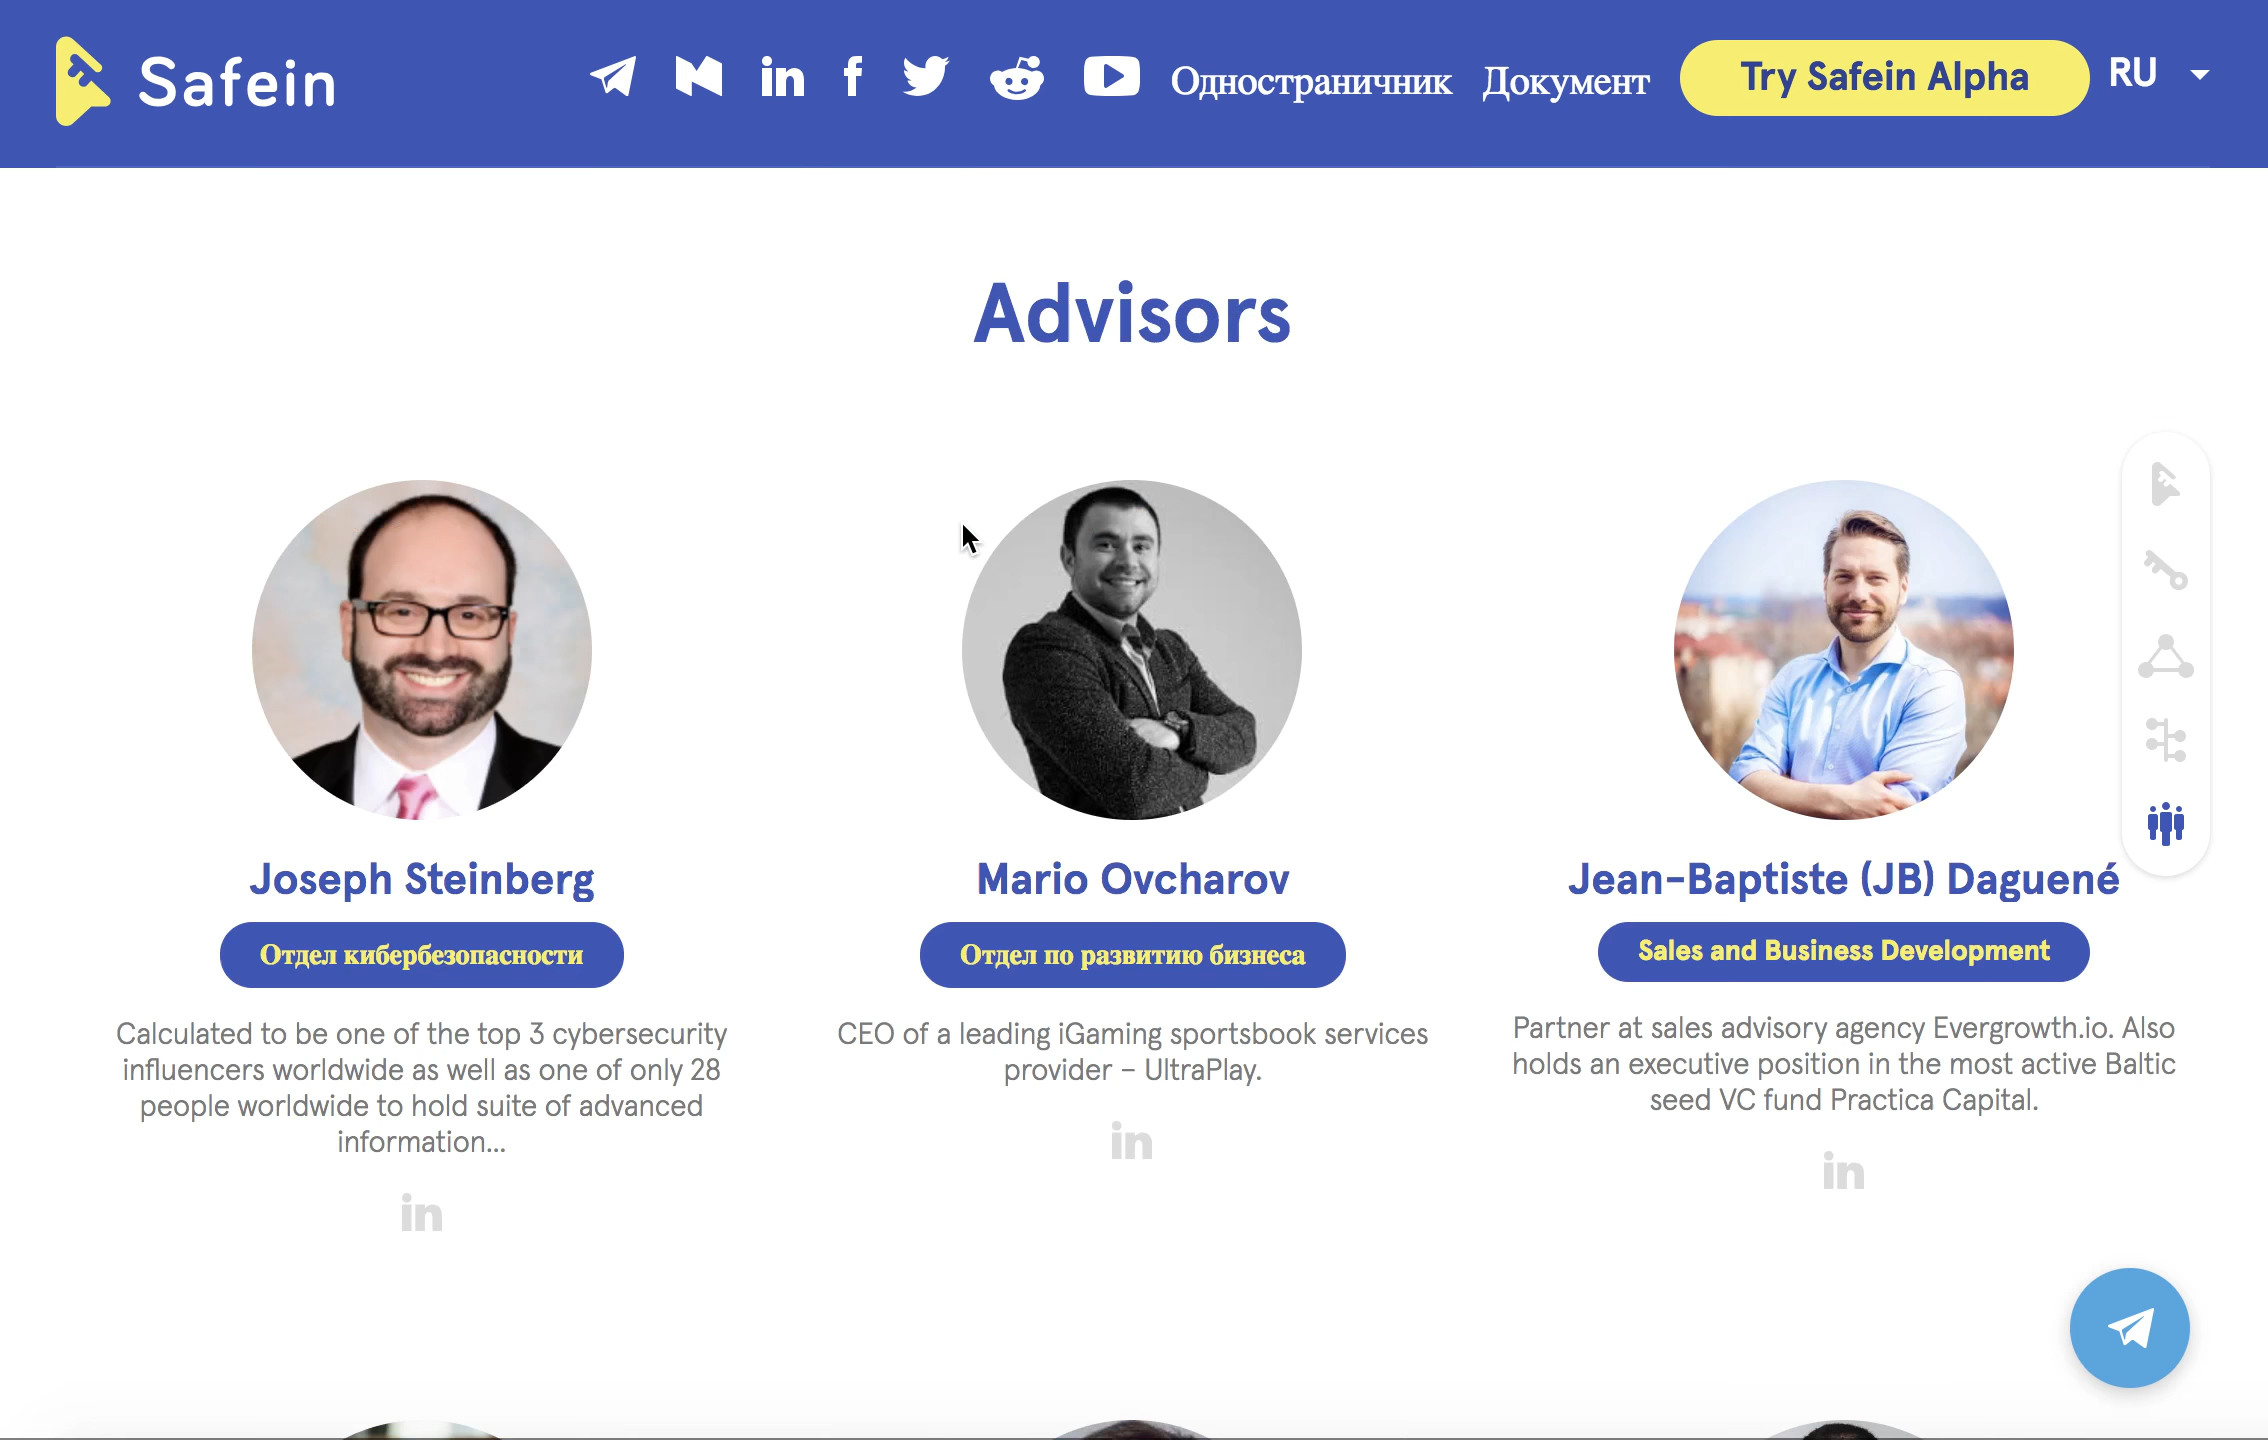 Safein
in f Одностраничник Документ Try Safein Alpha RU
Advisors
Joseph Steinberg
Отдел кибербезопасности
Calculated to be one of the top 3 cybersecurity
influencers worldwide as well as one of only 28
people worldwide to hold suite of advanced
information...
in
Mario Ovcharov
Отдел по развитию бизнеса
CEO of a leading iGaming sportsbook services
provider – UltraPlay.
in
Jean-Baptiste (JB) Daguené
Sales and Business Development
Partner at sales advisory agency Evergrowth.io. Also
holds an executive position in the most active Baltic
seed VC fund Practica Capital.
in